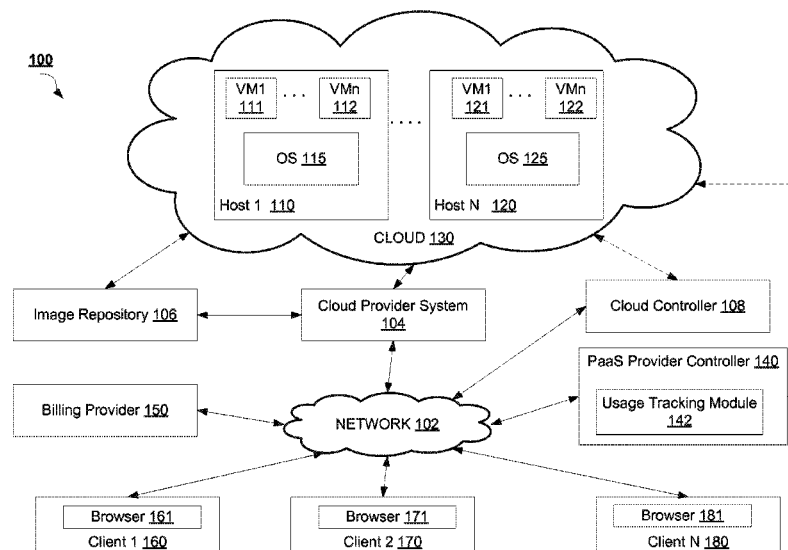 100
VM1 ... VMn VM1 ... VMn
111 112 .... 121 122
OS 115 OS 125
Host 1 110 Host N 120
CLOUD 130
Image Repository 106 Cloud Provider System Cloud Controller 108
104
PaaS Provider Controller 140
Billing Provider 150 NETWORK 102 Usage Tracking Module
142
Browser 161 Browser 171 Browser 181
Client 1 160 Client 2 170 Client N 180